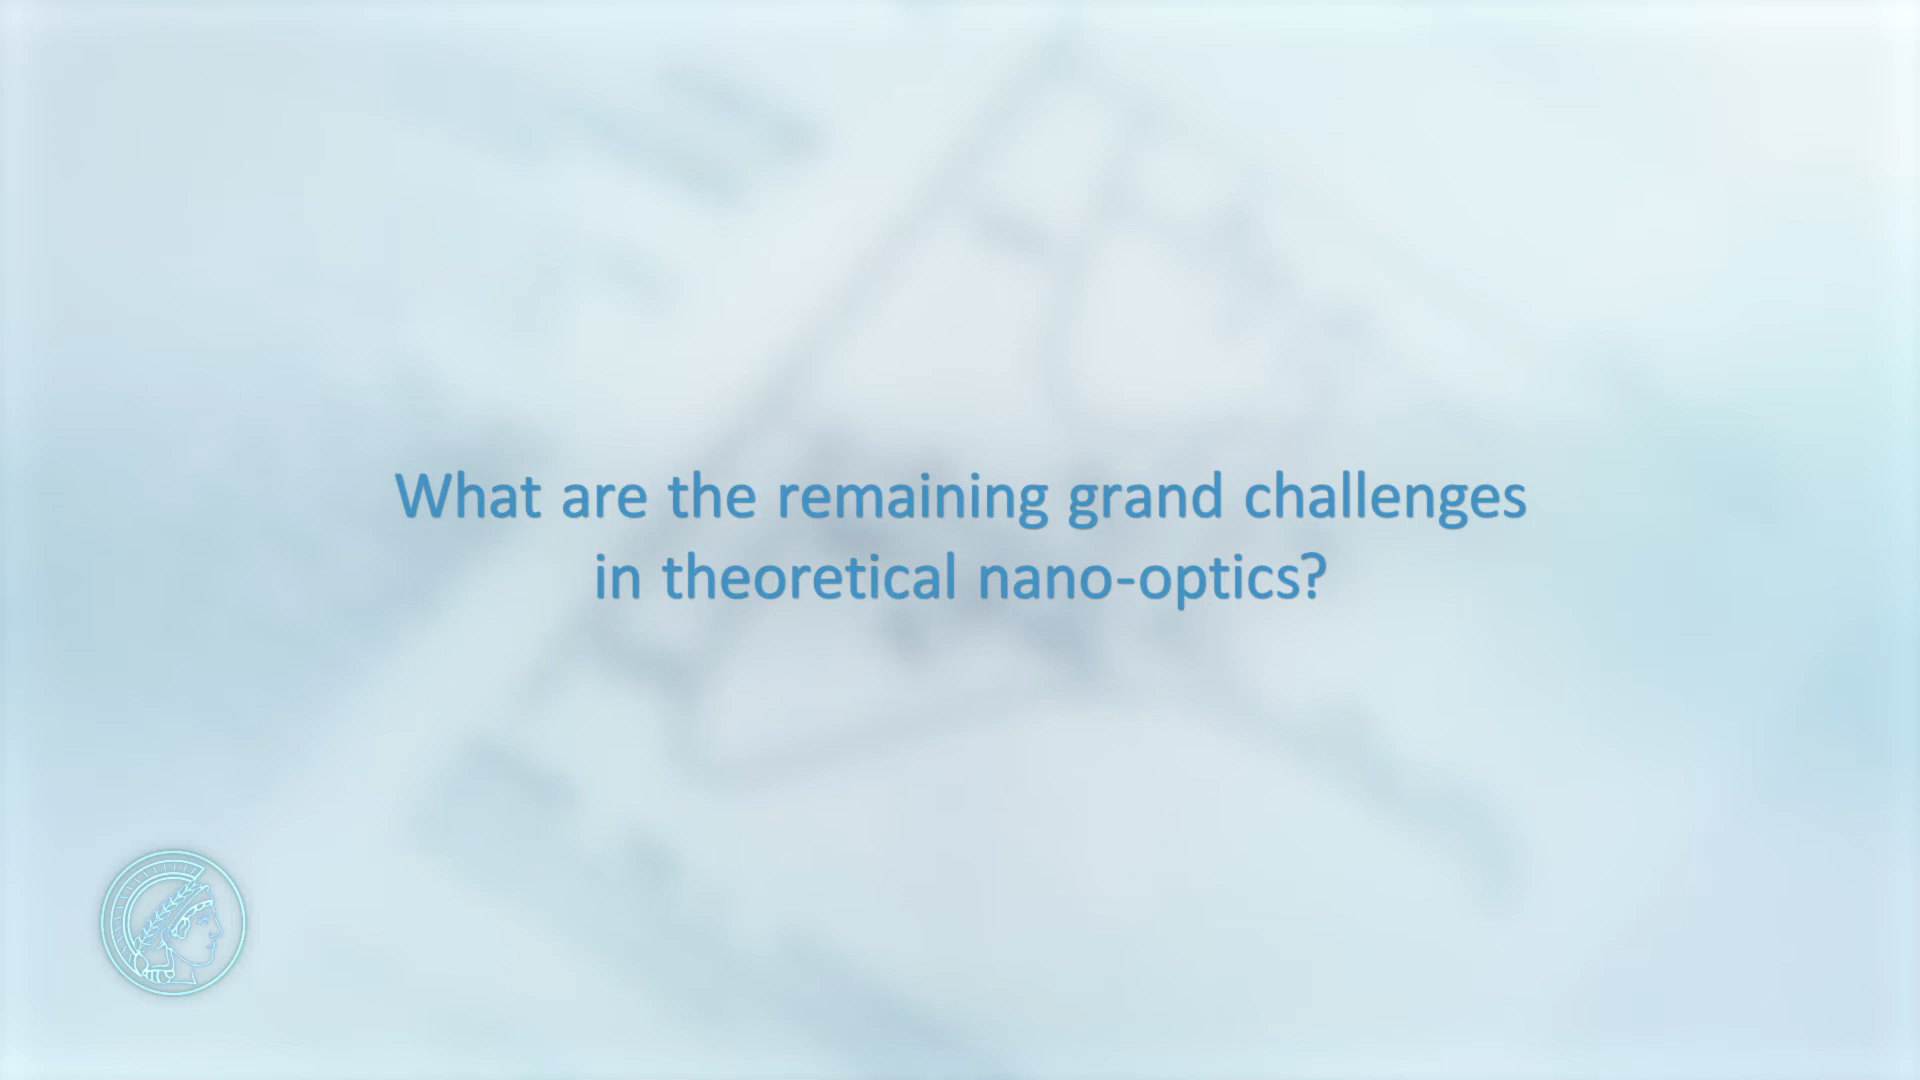 What are the remaining grand challenges
in theoretical nano-optics?